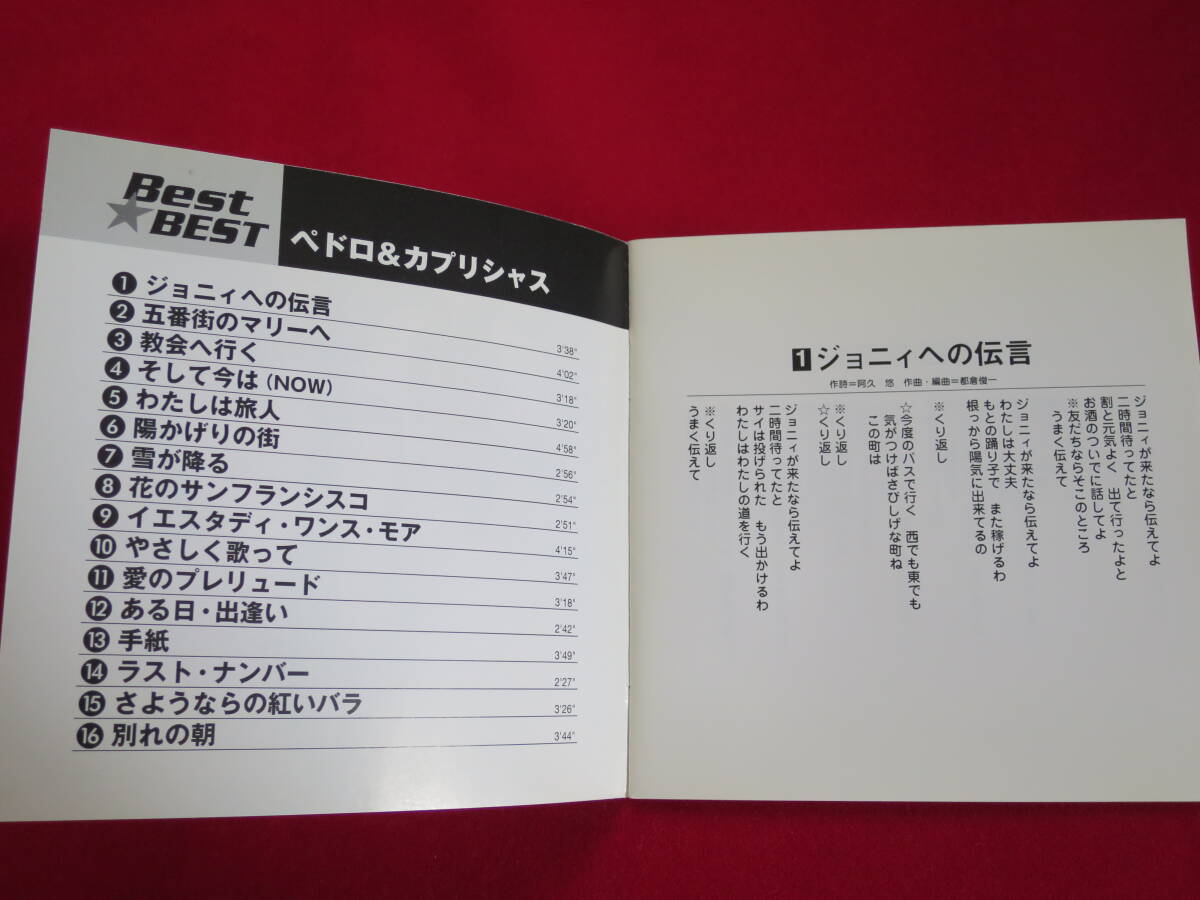 Best
★BEST
ペドロ&カプリシャス
1 ジョニィへの伝言 3'38"
2 五番街のマリーへ 4'02"
3 教会へ行く 3'18"
4 そして今は (NOW) 3'20"
5 わたしは旅人 4'58"
6 陽かげりの街 2'56"
7 雪が降る 2'54"
8 花のサンフランシスコ 2'51"
9 イエスタディ・ワンス・モア 4'15"
10 やさしく歌って 3'47"
11 愛のプレリュード 3'18"
12 ある日・出逢い 2'42"
13 手紙 3'49"
14 ラスト・ナンバー 2'27"
15 さようならの紅いバラ 3'26"
16 別れの朝 3'44"
1 ジョニィへの伝言
作詩=阿久 悠 作曲・編曲=都倉俊一
ジョニィが来たなら伝えてよ
二時間待ってたと
割と元気よく 出て行ったよと
お酒のついでに話してよ
※友だちならそこのところ
うまく伝えて
ジョニィが来たなら伝えてよ
わたしは大丈夫
もとの踊り子で また稼げるわ
根っから陽気に出来てるの
※くり返し
☆今度のバスで行く 西でも東でも
気がつけばさびしげな町ね
この町は
※くり返し
☆くり返し
ジョニィが来たなら伝えてよ
二時間待ってたと
サイは投げられた もう出かけるわ
わたしはわたしの道を行く
※くり返し
うまく伝えて